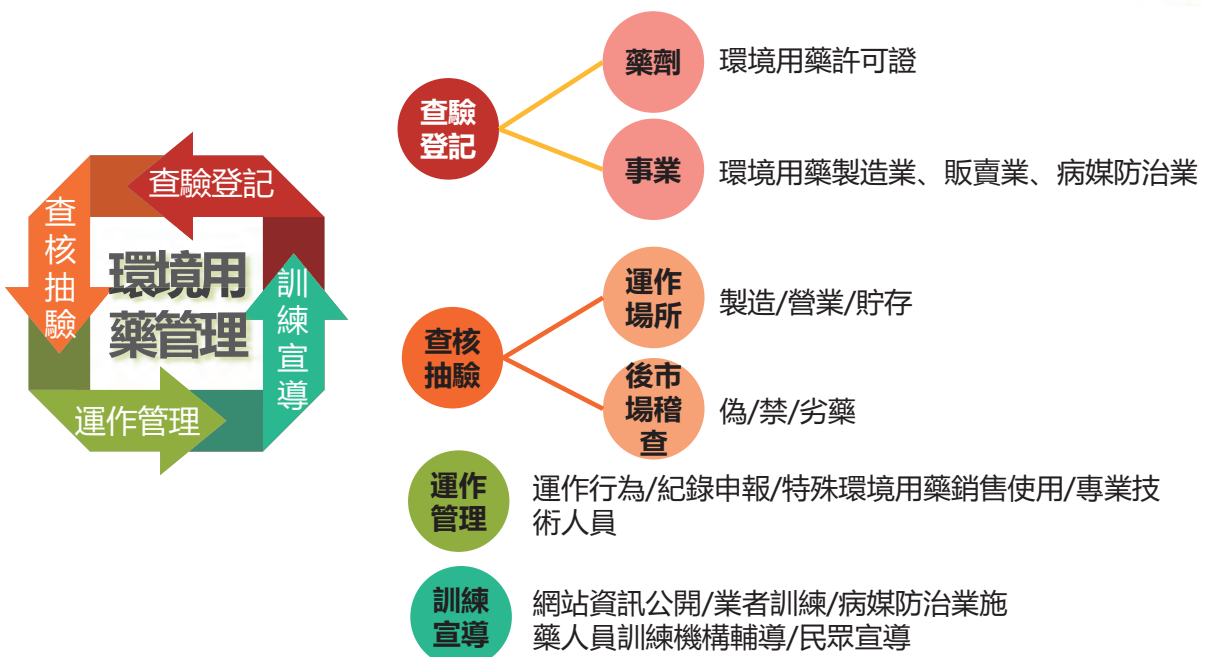 查驗登記
查核抽驗
環境用
藥管理
訓練宣導
運作管理
查驗
登記
藥劑
環境用藥許可證
事業
環境用藥製造業、販賣業、病媒防治業
查核
抽驗
運作
場所
製造/營業/貯存
後市
場稽
查
偽/禁/劣藥
運作
管理
運作行為/紀錄申報/特殊環境用藥銷售使用/專業技
術人員
訓練
宣導
網站資訊公開/業者訓練/病媒防治業施
藥人員訓練機構輔導/民眾宣導